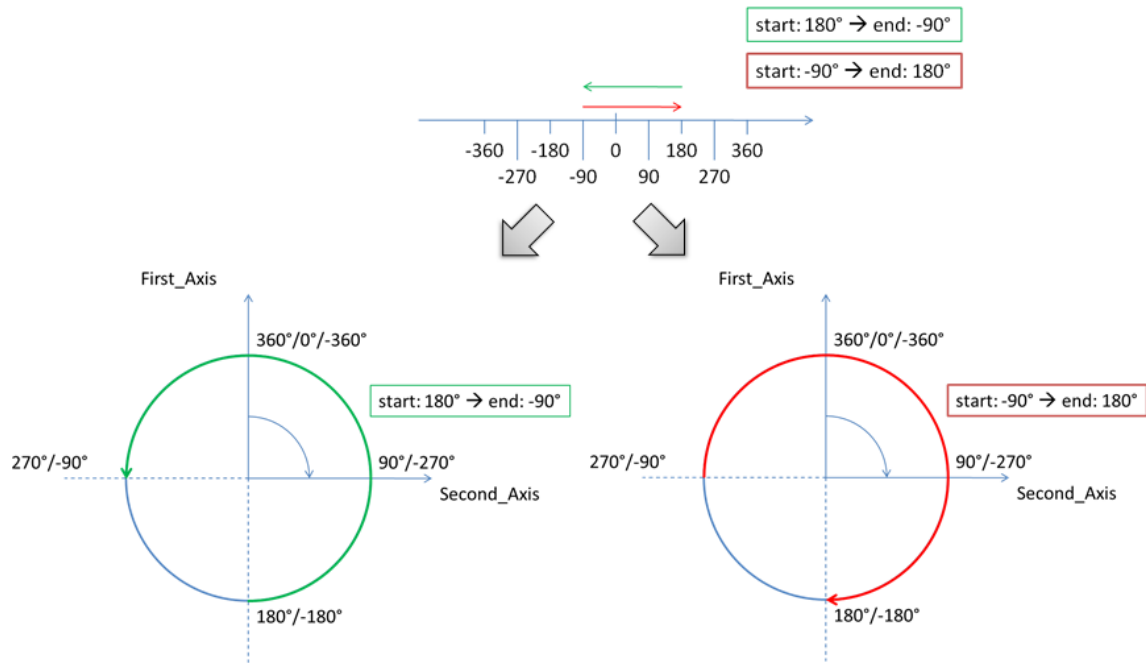 start: 180° → end: -90°
start: -90° → end: 180°
-360 -180 0 180 360
-270 -90 90 270
First_Axis
360°/0°/-360°
start: 180° → end: -90°
270°/-90°
90°/-270°
Second_Axis
180°/-180°
First_Axis
360°/0°/-360°
start: -90° → end: 180°
270°/-90°
90°/-270°
Second_Axis
180°/-180°